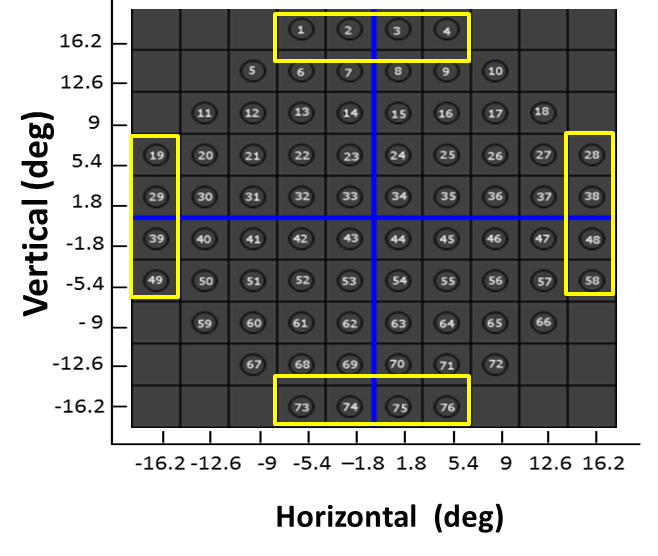 16.2 1 2 3 4
12.6 5 6 7 8 9 10
9 11 12 13 14 15 16 17 18
5.4 19 20 21 22 23 24 25 26 27 28
1.8 29 30 31 32 33 34 35 36 37 38
-1.8 39 40 41 42 43 44 45 46 47 48
-5.4 49 50 51 52 53 54 55 56 57 58
- 9 59 60 61 62 63 64 65 66
-12.6 67 68 69 70 71 72
-16.2 73 74 75 76
Vertical (deg)
-16.2 -12.6 -9 -5.4 –1.8 1.8 5.4 9 12.6 16.2
Horizontal (deg)